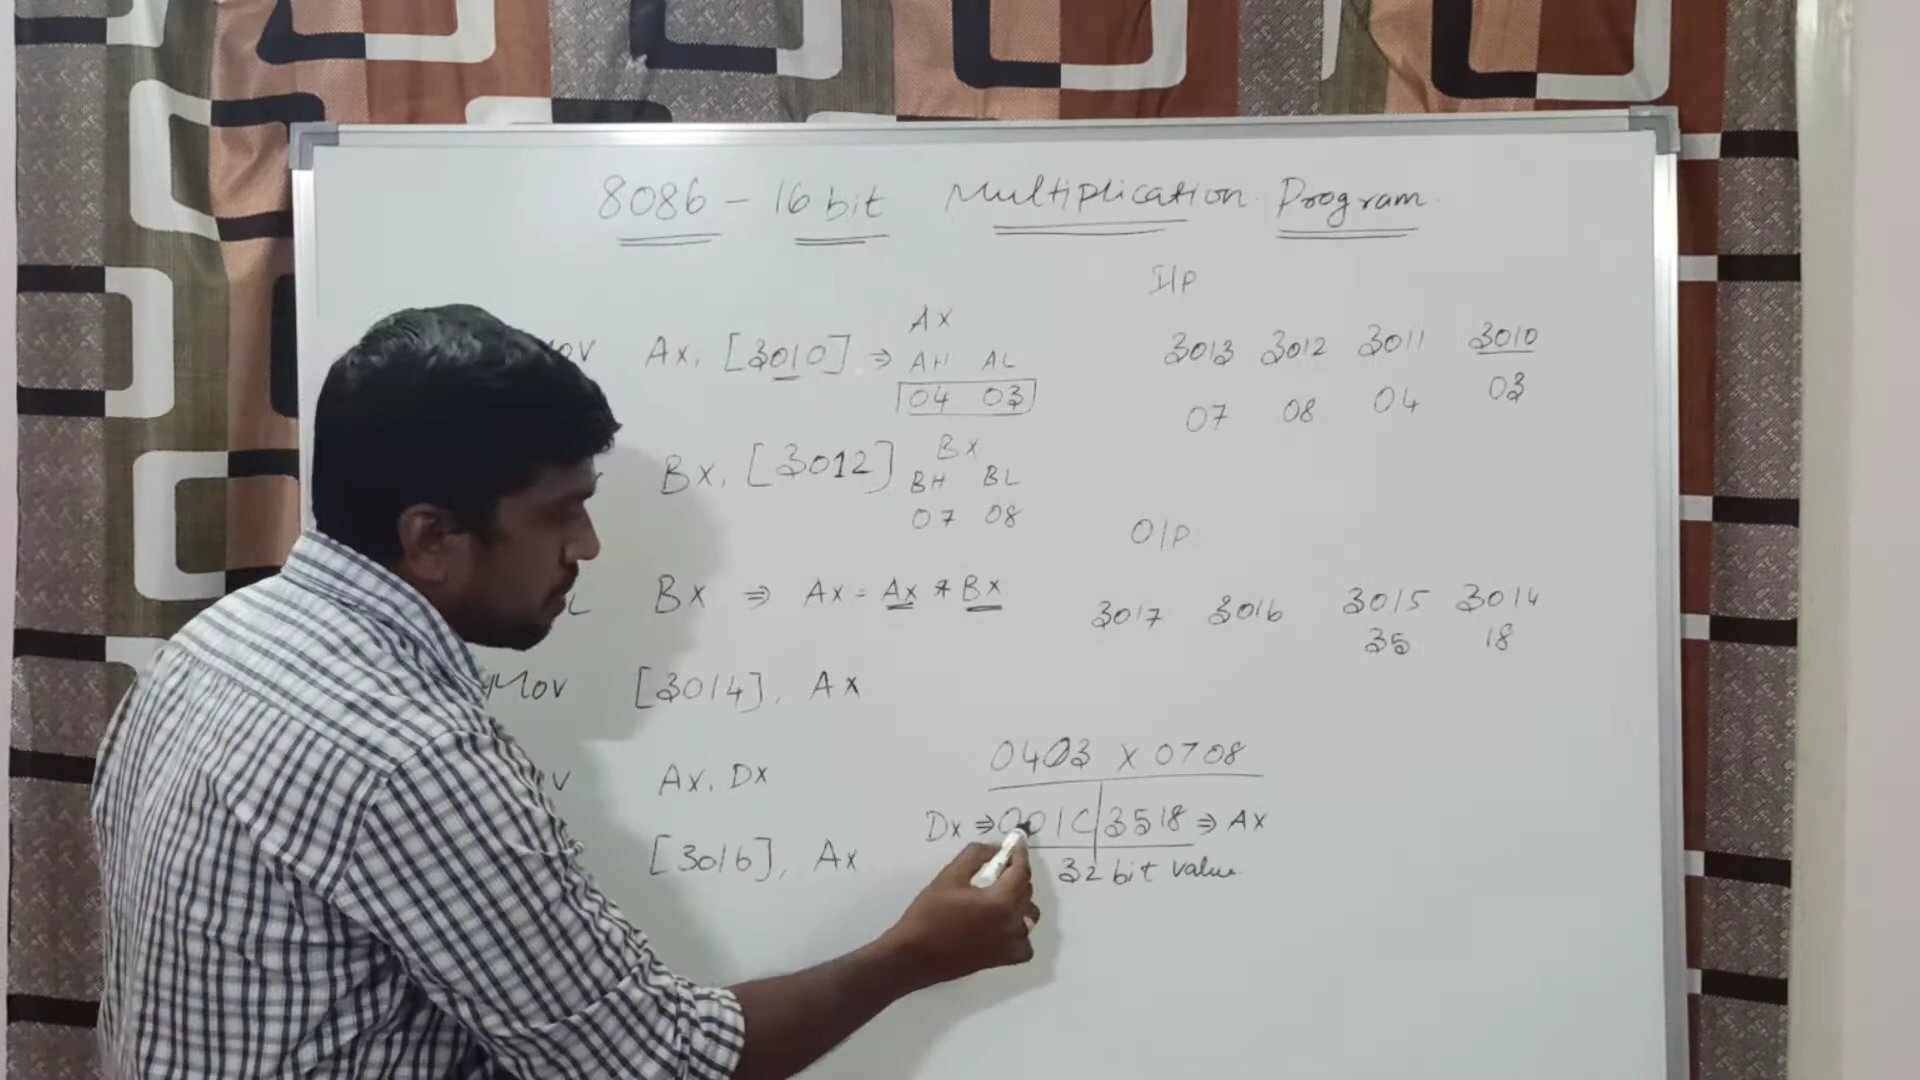 8086 - 16 bit Multiplication Program
I/P
Ax, [3010] ⇒
AX
AH AL
04 03
3013 3012 3011 3010
07 08 04 03
Bx, [3012]
BX
BH BL
07 08
O/P
Bx ⇒ Ax = Ax * Bx
3017 3016 3015 3014
35 18
Mov [3014], Ax
0403 x 0708
Ax, Dx
Dx ⇒ 001C | 3518 ⇒ Ax
[3016], Ax
32 bit value